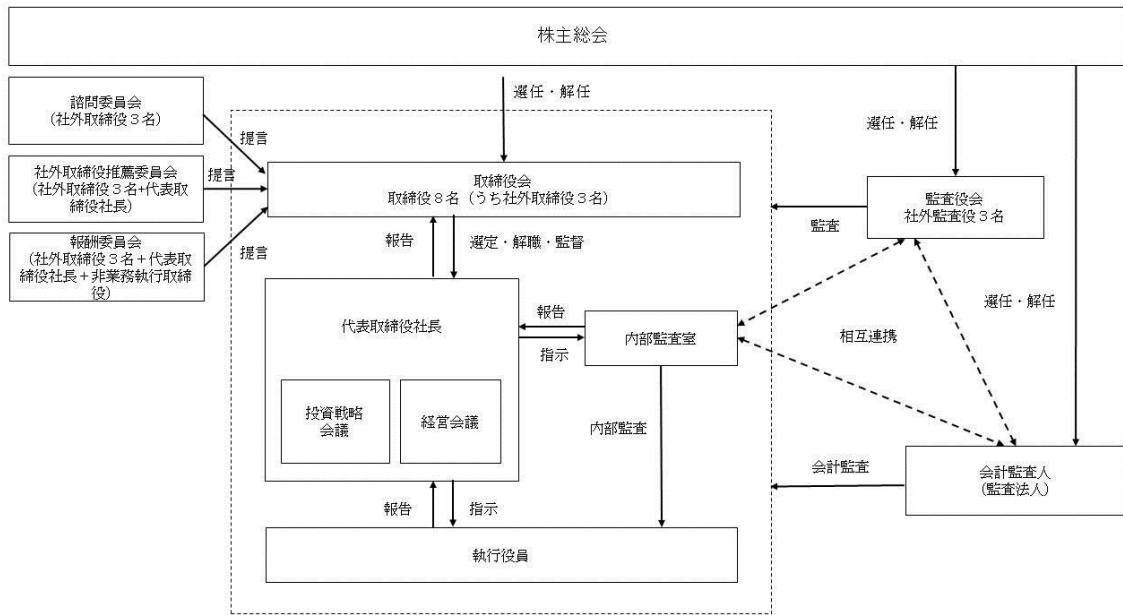 株主総会
選任・解任
選任・解任
選任・解任
諮問委員会
（社外取締役３名）
提言
社外取締役推薦委員会
（社外取締役３名+代表取
締役社長）
提言
報酬委員会
（社外取締役３名＋代表取
締役社長＋非業務執行取締
役）
提言
取締役会
取締役８名（うち社外取締役３名）
監査役会
社外監査役３名
監査
報告
選定・解職・監督
代表取締役社長
報告
指示
内部監査室
相互連携
投資戦略
会議
経営会議
内部監査
会計監査
会計監査人
（監査法人）
報告
指示
執行役員